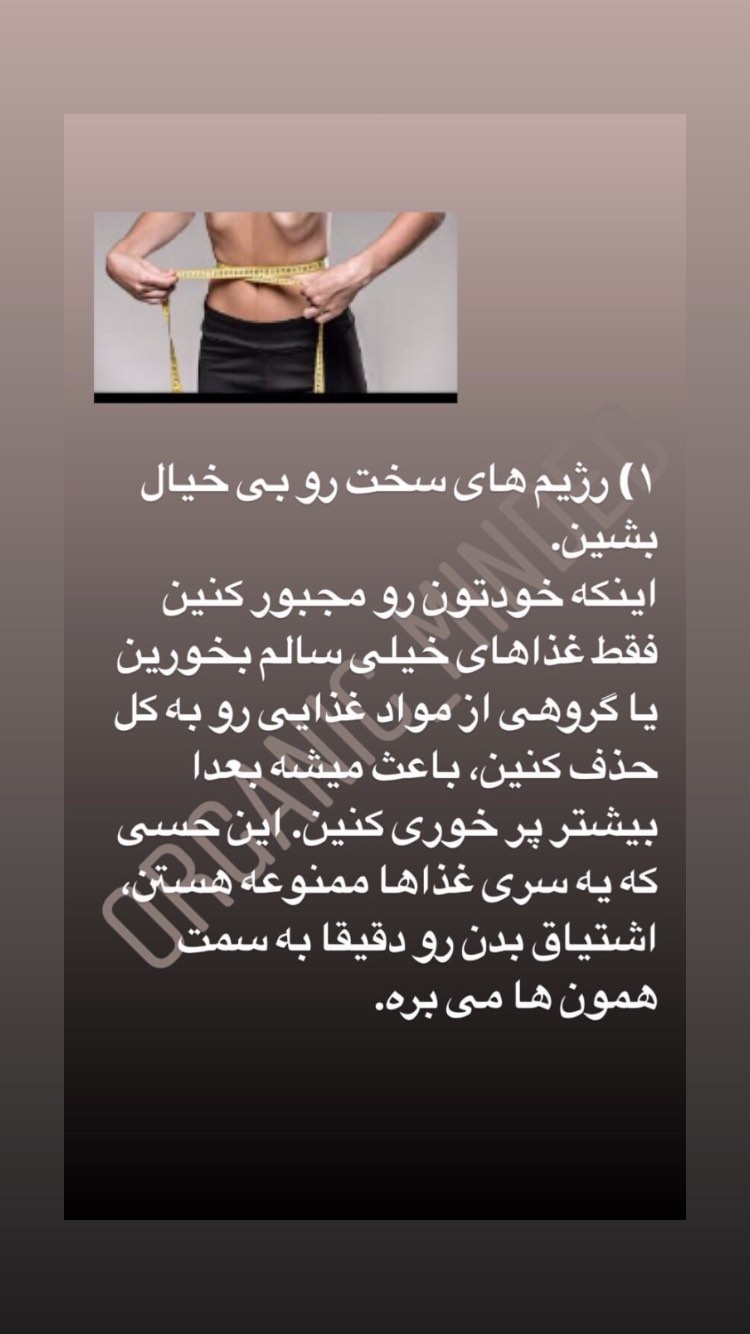 ۱) رژیم های سخت رو بی خیال
بشین.
اینکه خودتون رو مجبور کنین
فقط غذاهای خیلی سالم بخورین
یا گروهی از مواد غذایی رو به کل
حذف کنین، باعث میشه بعدا
بیشتر پر خوری کنین. این حسی
که یه سری غذاها ممنوعه هستن،
اشتیاق بدن رو دقیقا به سمت
همون ها می بره.
ORGANIC_MINDED